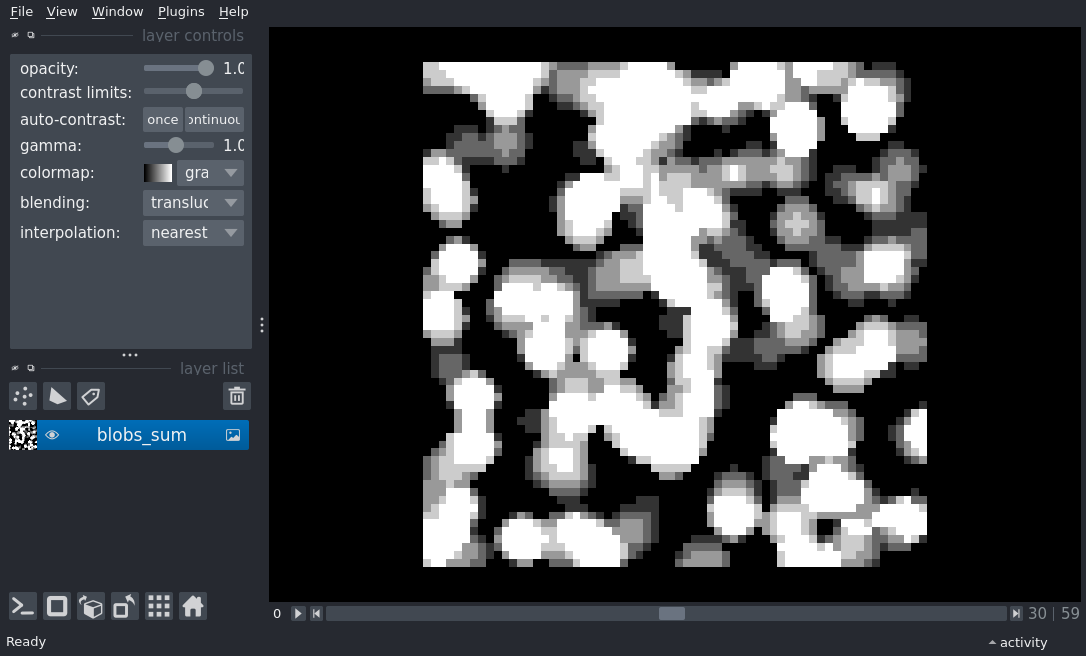 File View Window Plugins Help
layer controls
opacity: 1.0
contrast limits:
auto-contrast: once ontinuou
gamma: 1.0
colormap: gra
blending: transluc
interpolation: nearest
layer list
blobs_sum
0 30 | 59
Ready activity